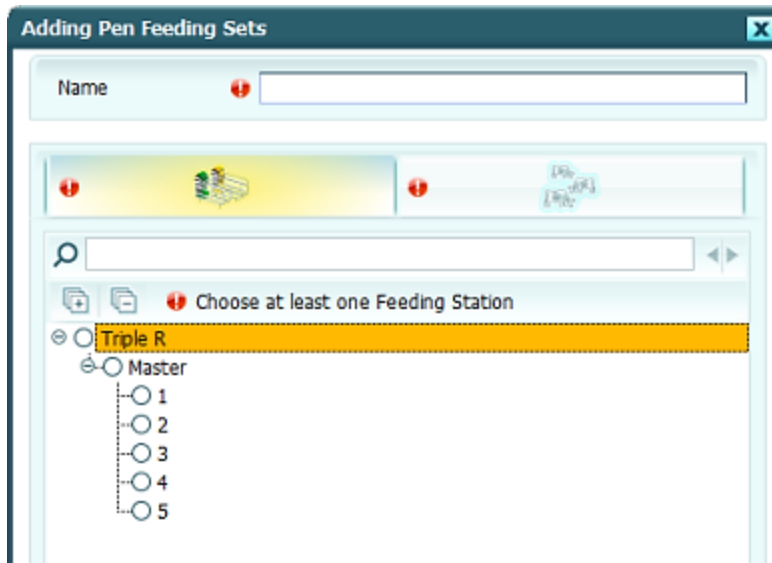 Adding Pen Feeding Sets
Name
Choose at least one Feeding Station
Triple R
Master
1
2
3
4
5